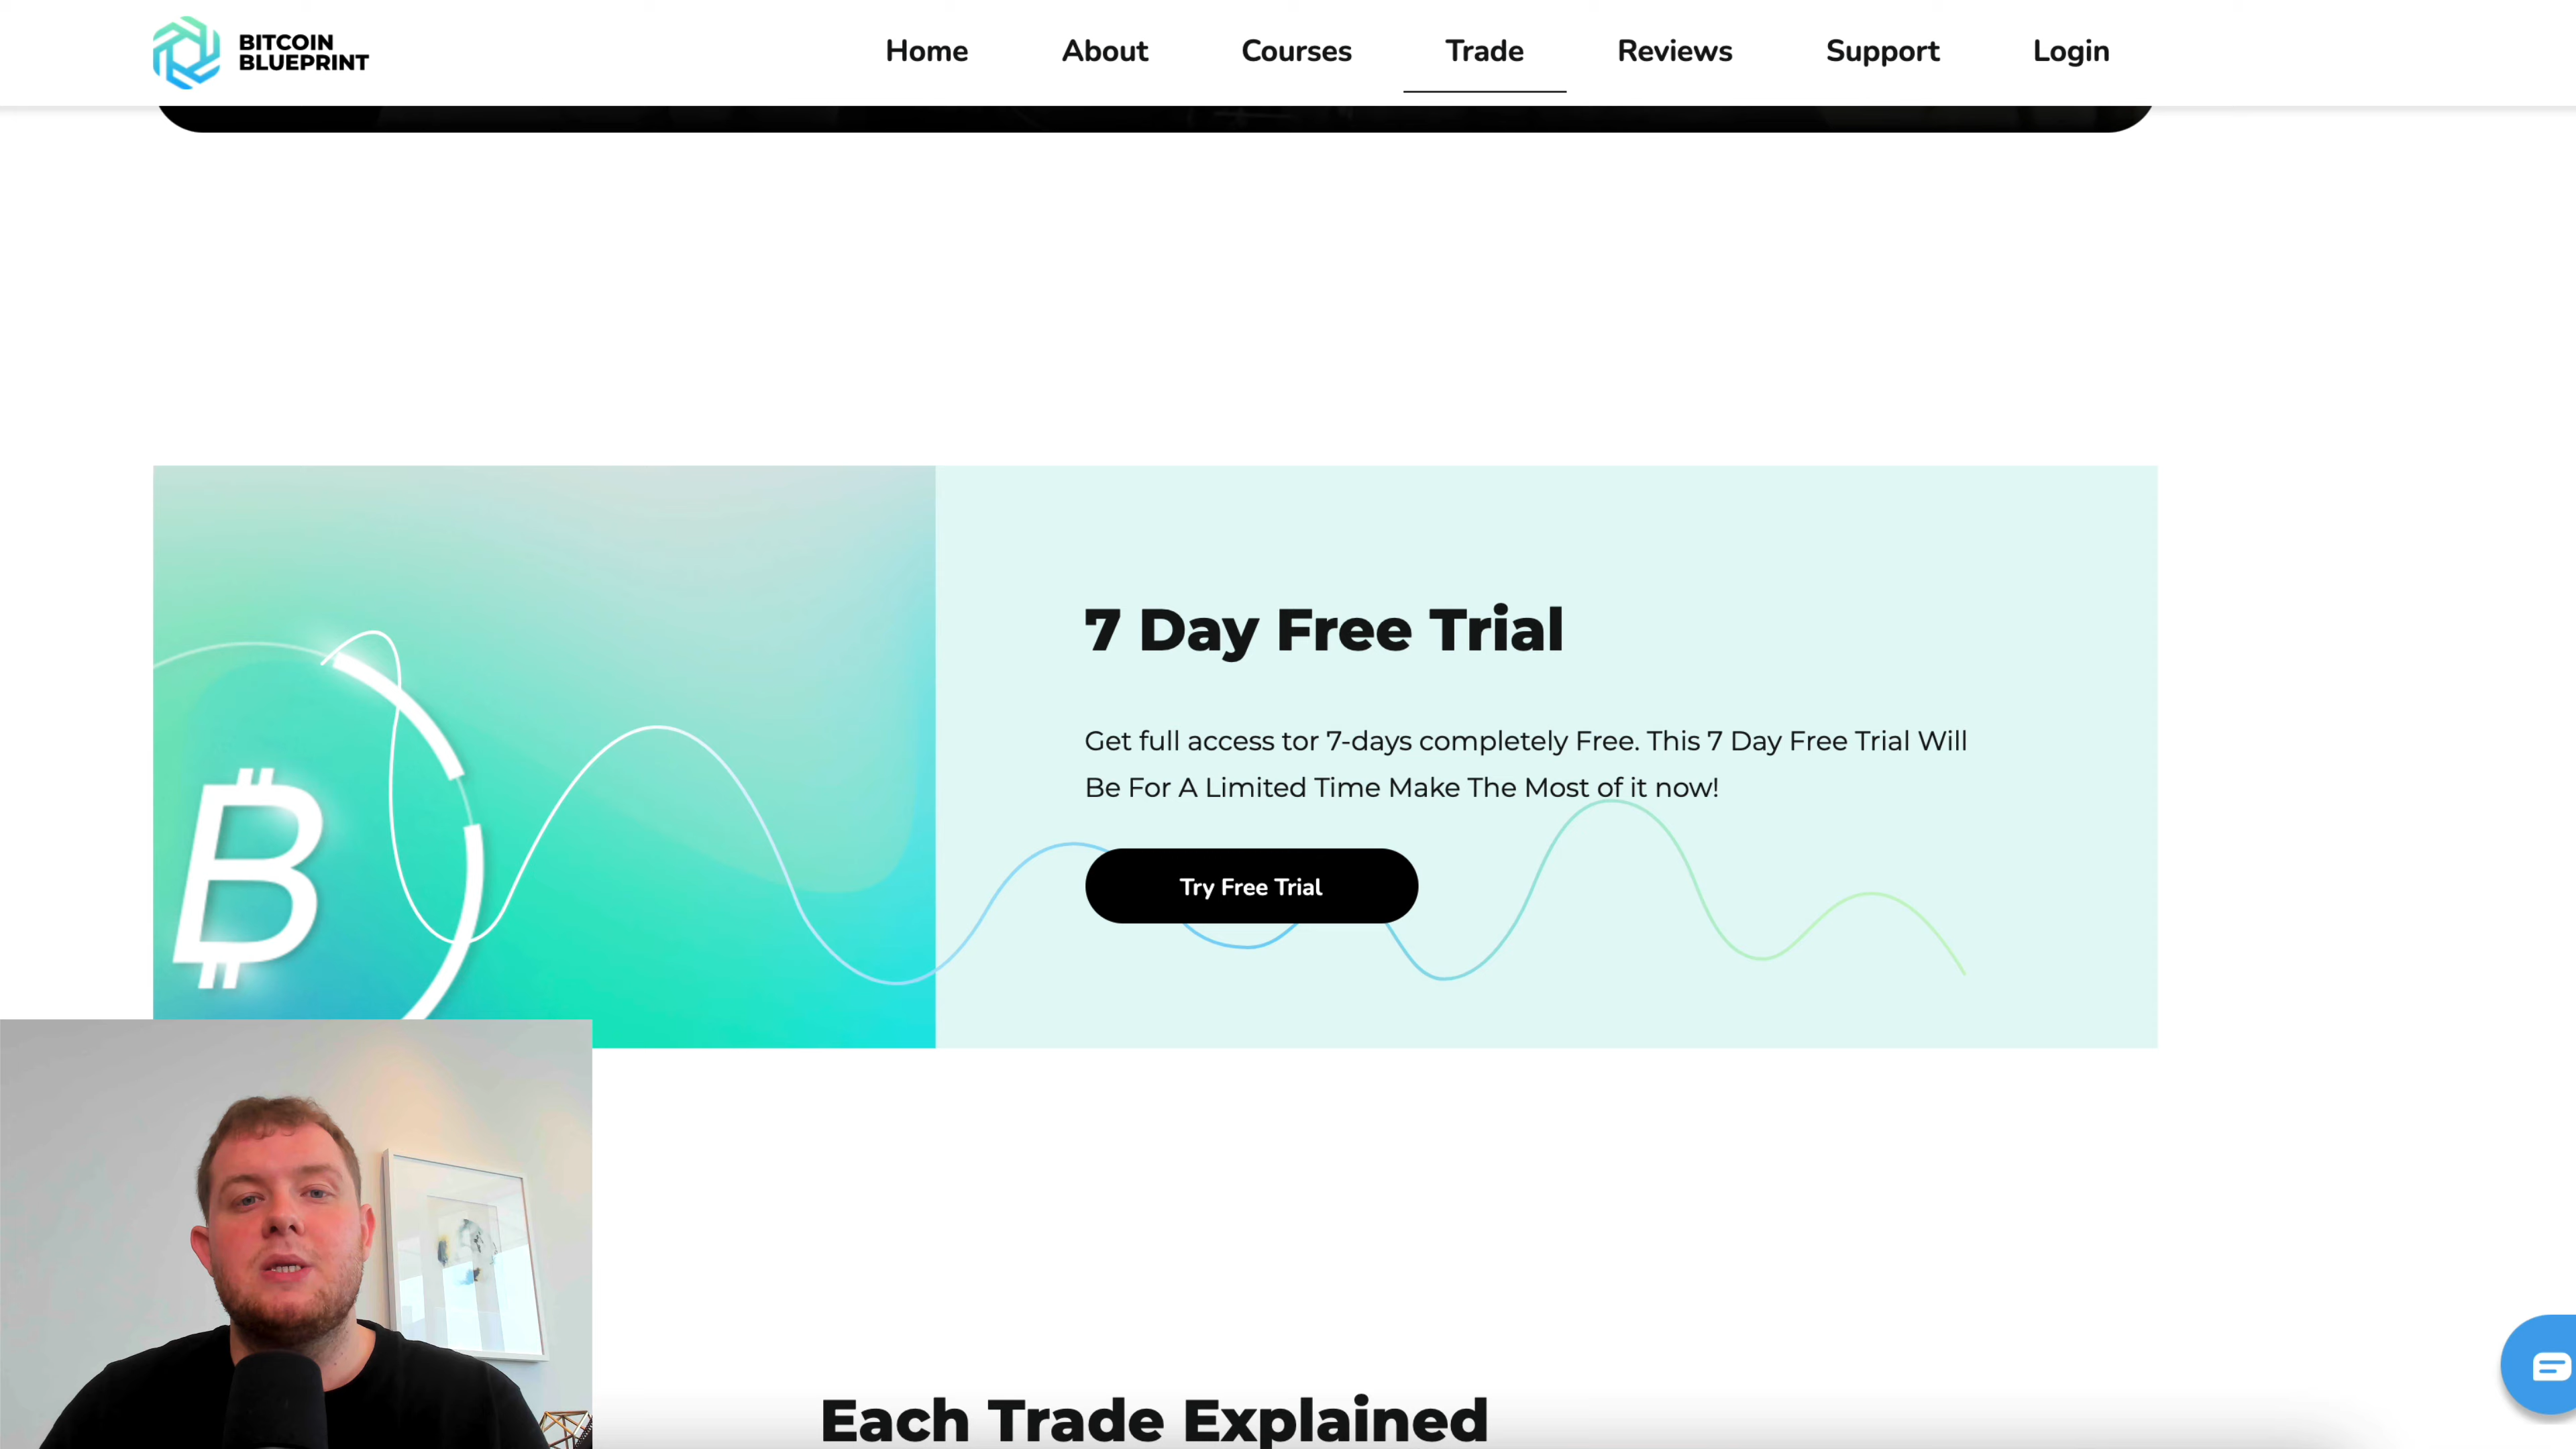 BITCOIN
BLUEPRINT
Home About Courses Trade Reviews Support Login
7 Day Free Trial
Get full access tor 7-days completely Free. This 7 Day Free Trial Will
Be For A Limited Time Make The Most of it now!
Try Free Trial
Each Trade Explained